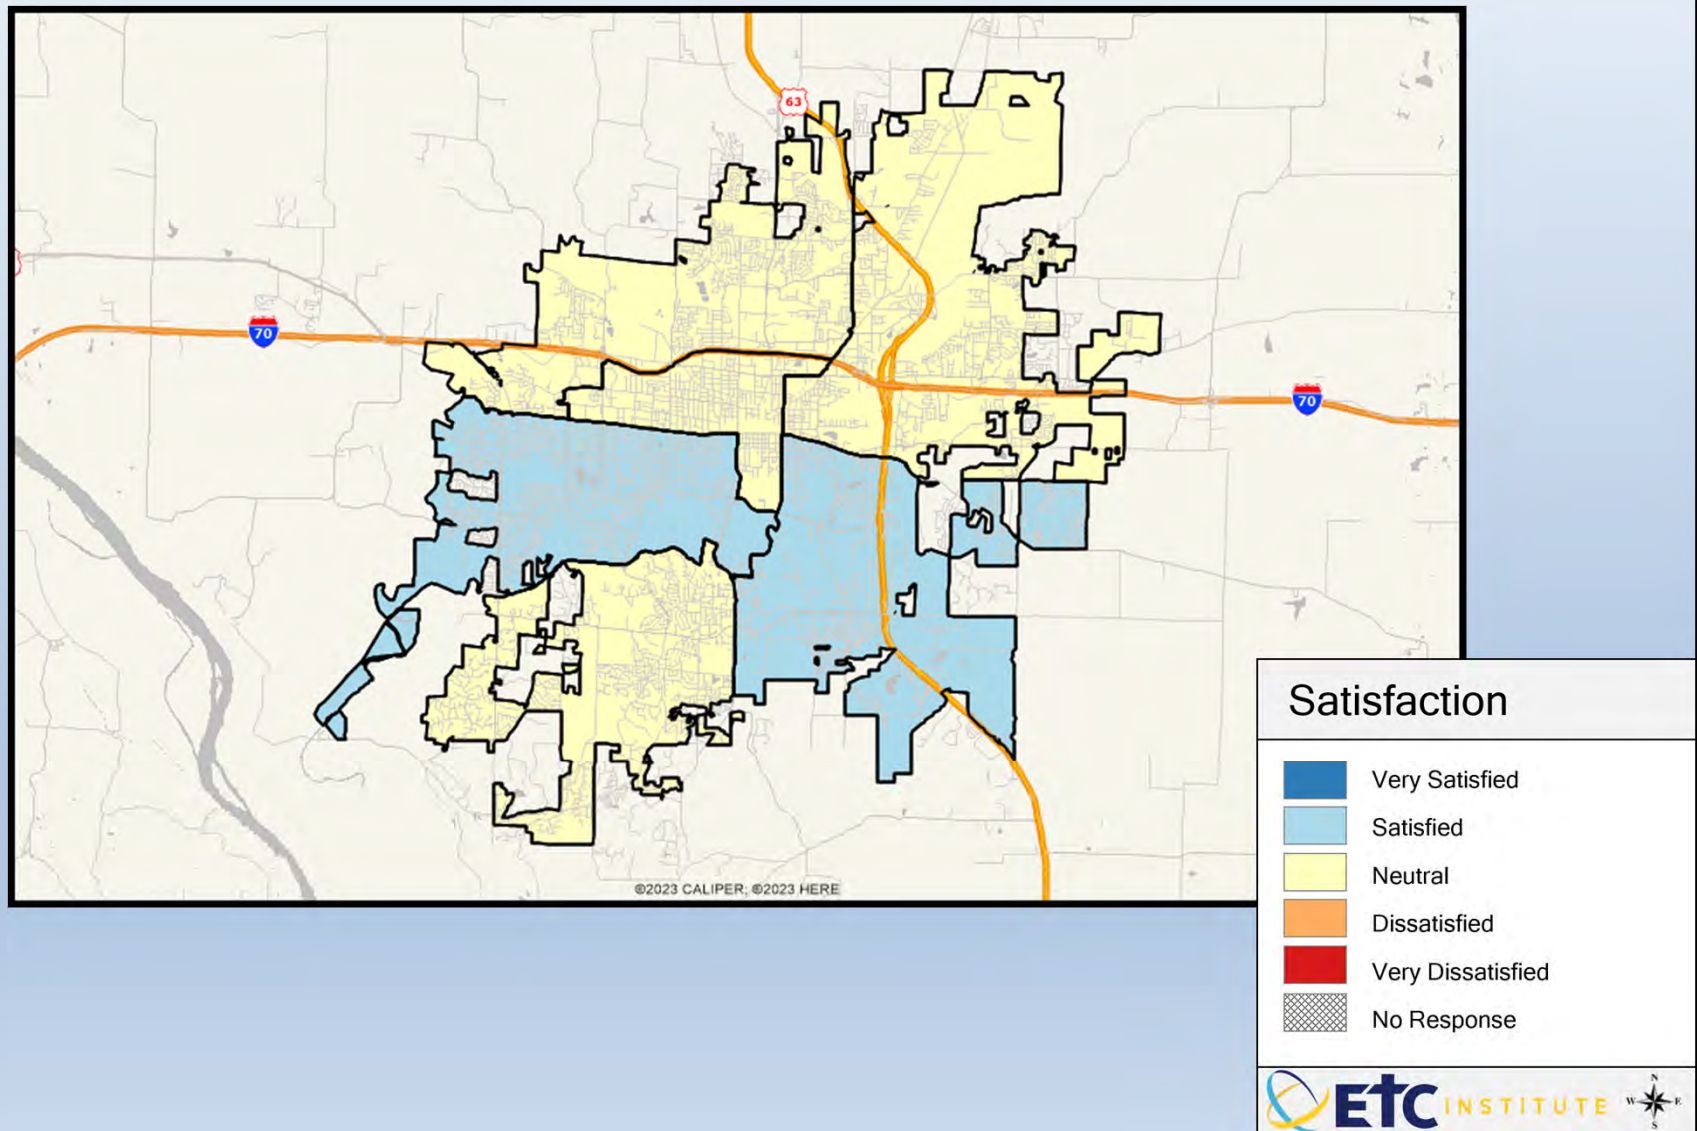 63
70
70
©2023 CALIPER; ©2023 HERE
Satisfaction
Very Satisfied
Satisfied
Neutral
Dissatisfied
Very Dissatisfied
No Response
N
W E
S
ETC INSTITUTE